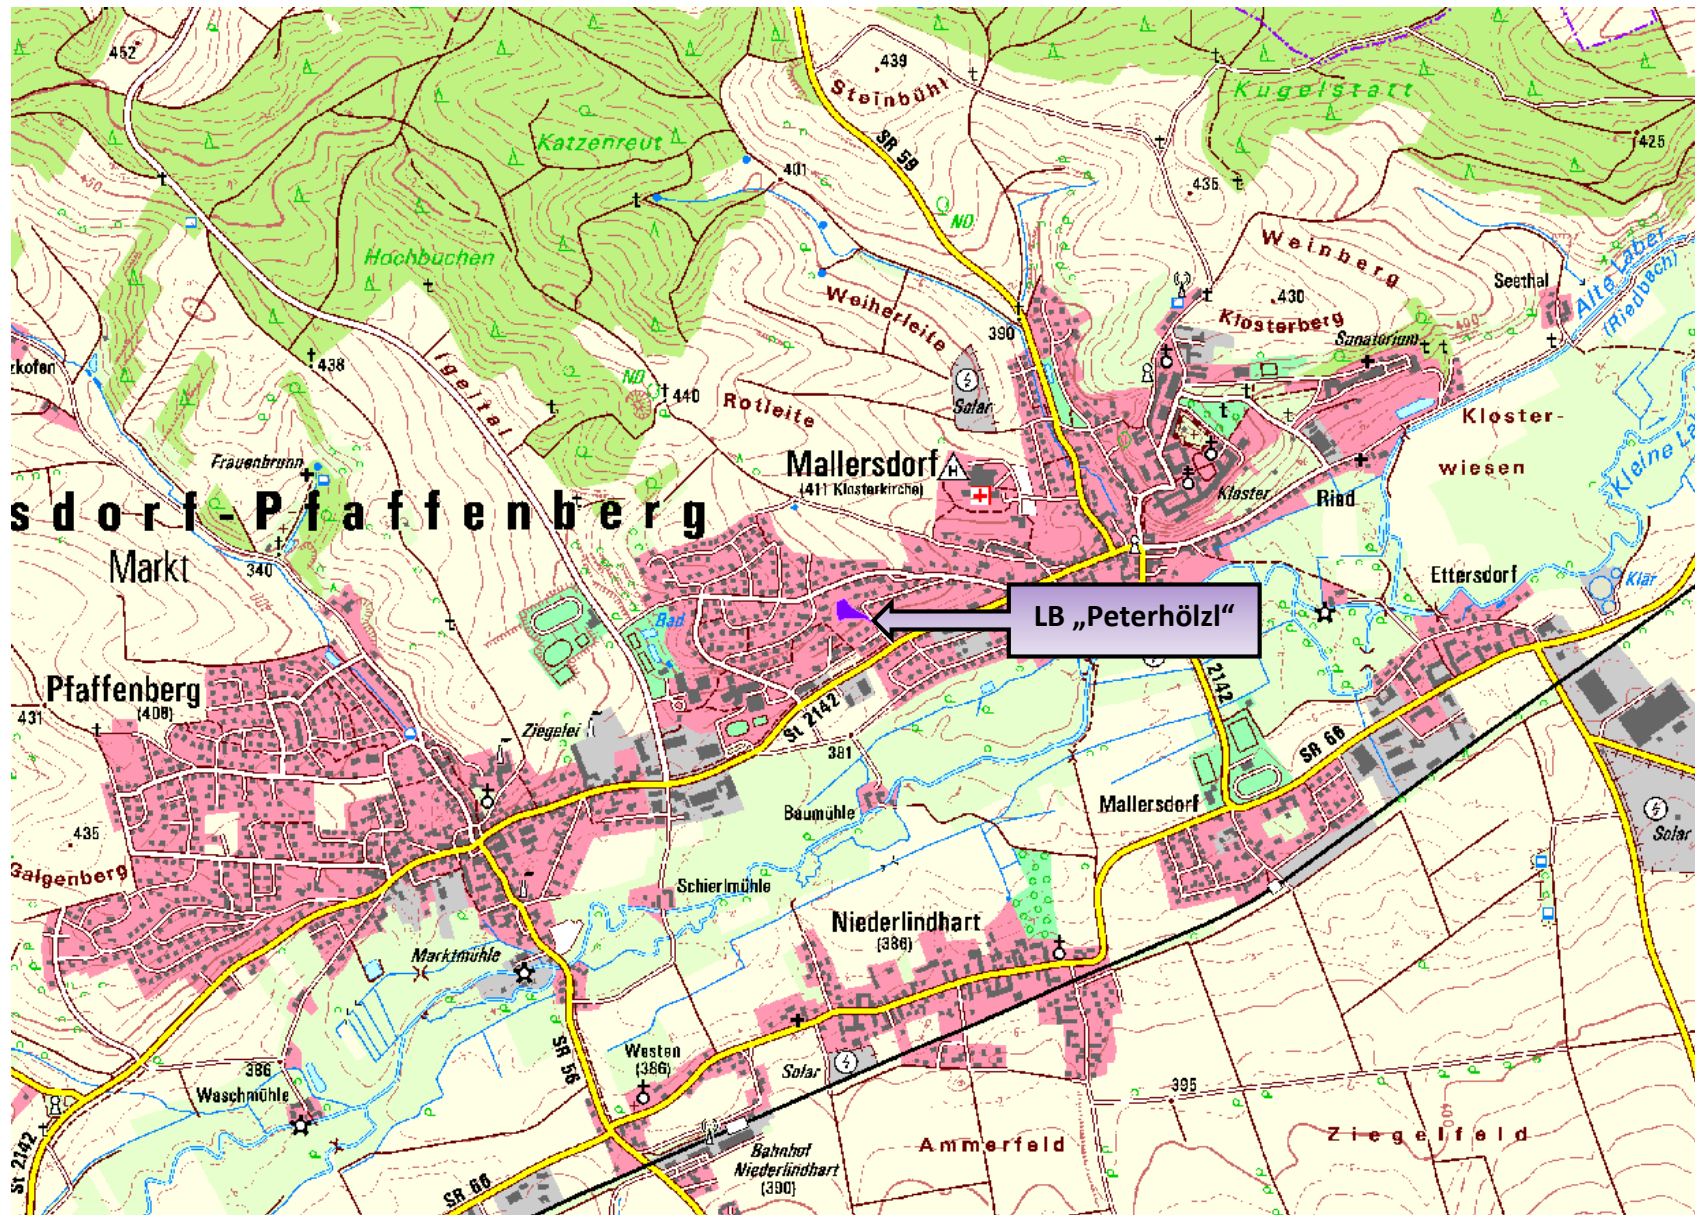 452
439
Steinbühl
Kugelstatt
425
Katzenreut
SR 59
401
436
ND
450
Hochbuchen
Weinberg
Alte Laber
(Riedbach)
Seethal
Weiherleite
430
Klosterberg
390
Sanatorium
400
zkofen
438
Igeltal
ND
440
Rotleite
Solar
Kloster-
wiesen
Kleine La
Frauenbrunn
Mallersdorf
(411 Klosterkirche)
H
Kloster
Ried
sdorf-Pfaffenberg
Markt
340
Ettersdorf
Klär
LB „Peterhölzl“
Bad
Pfaffenberg
(408)
431
Ziegelei
St 2142
2142
381
SR 66
Baumühle
Mallersdorf
435
Solar
Galgenberg
Schierlmühle
Niederlindhart
(386)
Marktmühle
SR 56
Westen
(386)
Solar
386
Waschmühle
395
St 2142
Ammerfeld
Ziegelfeld
Bahnhof
Niederlindhart
(390)
SR 66